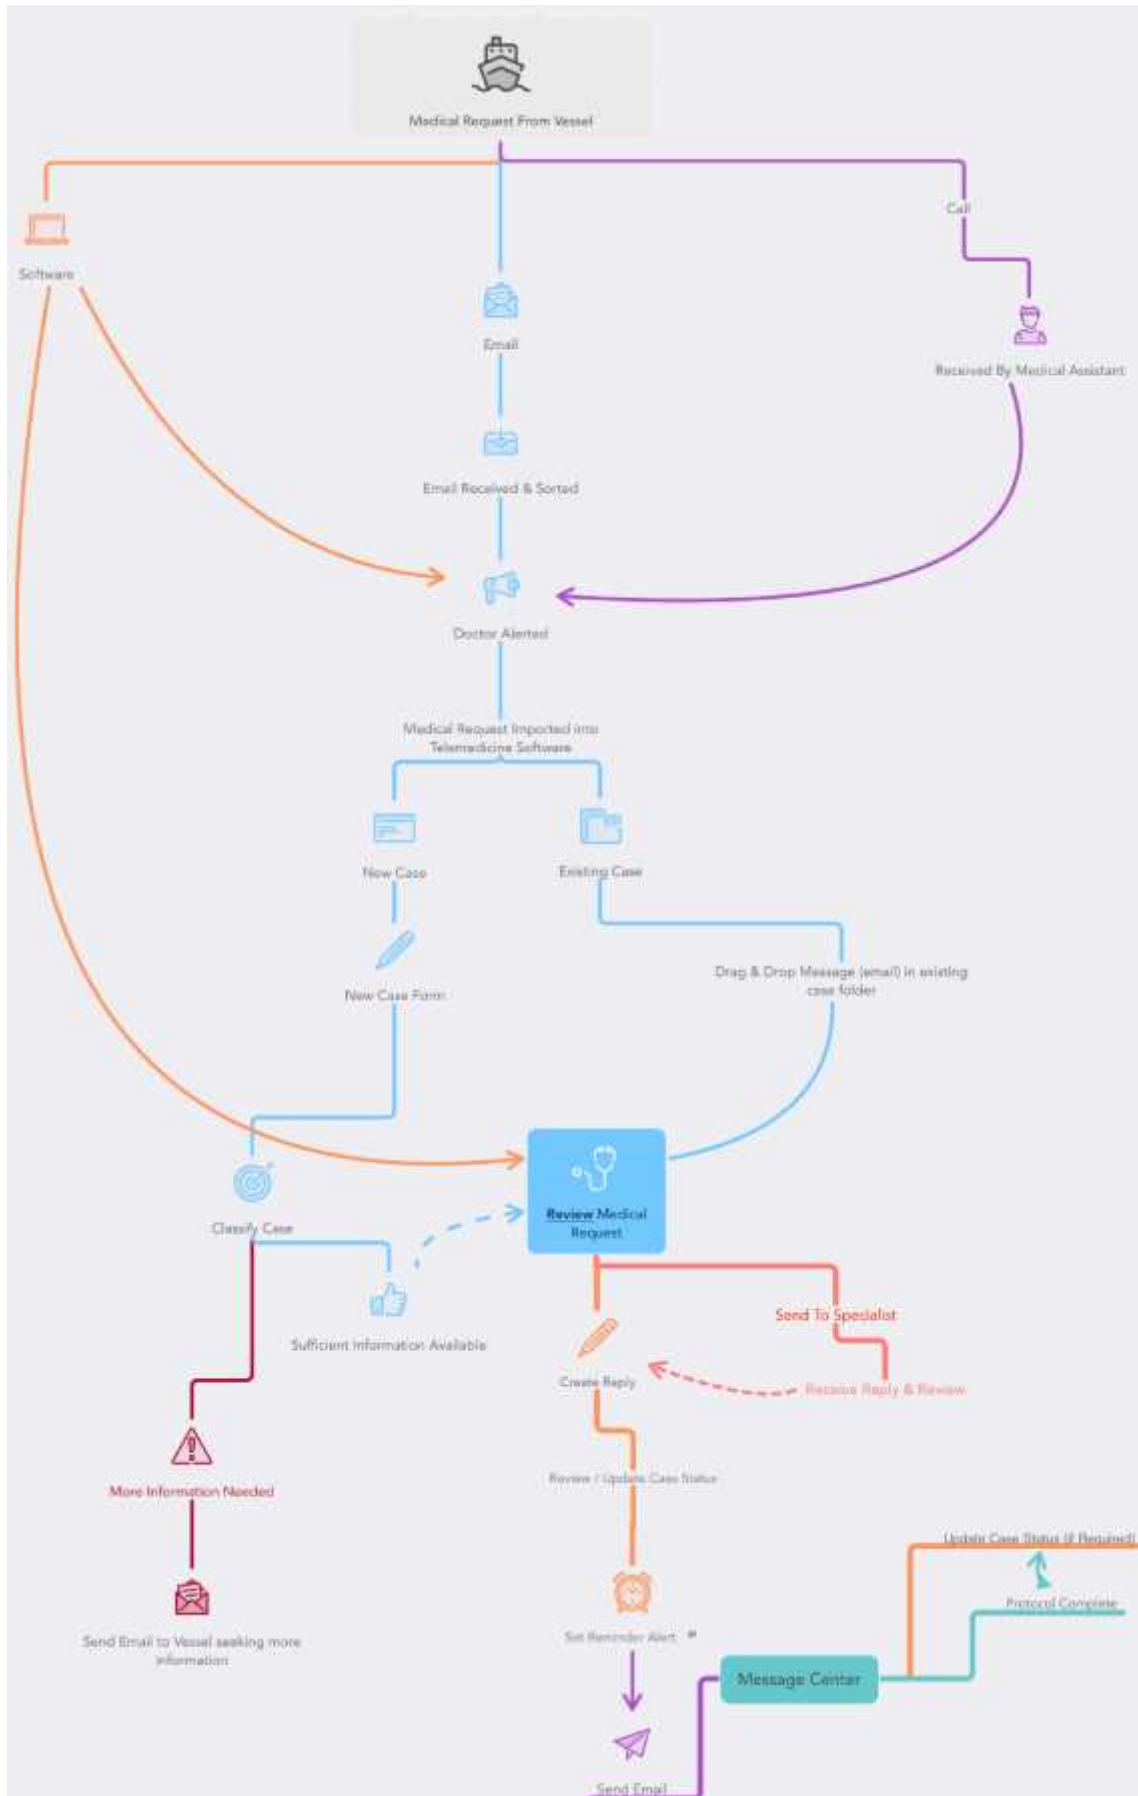 Medical Request From Vessel
Call
Software
Email
Received By Medical Assistant
Email Received & Sorted
Doctor Alerted
Medical Request Imported into
Telemedicine Software
New Case
Existing Case
New Case Form
Drag & Drop Message (email) in existing
case folder
Review Medical
Request
Classify Case
Sufficient Information Available
Send To Specialist
Create Reply
Receive Reply & Review
More Information Needed
Review / Update Case Status
Update Case Status (if Required)
Protocol Complete
Set Reminder Alert
Send Email to Vessel seeking more
information
Message Center
Send Email